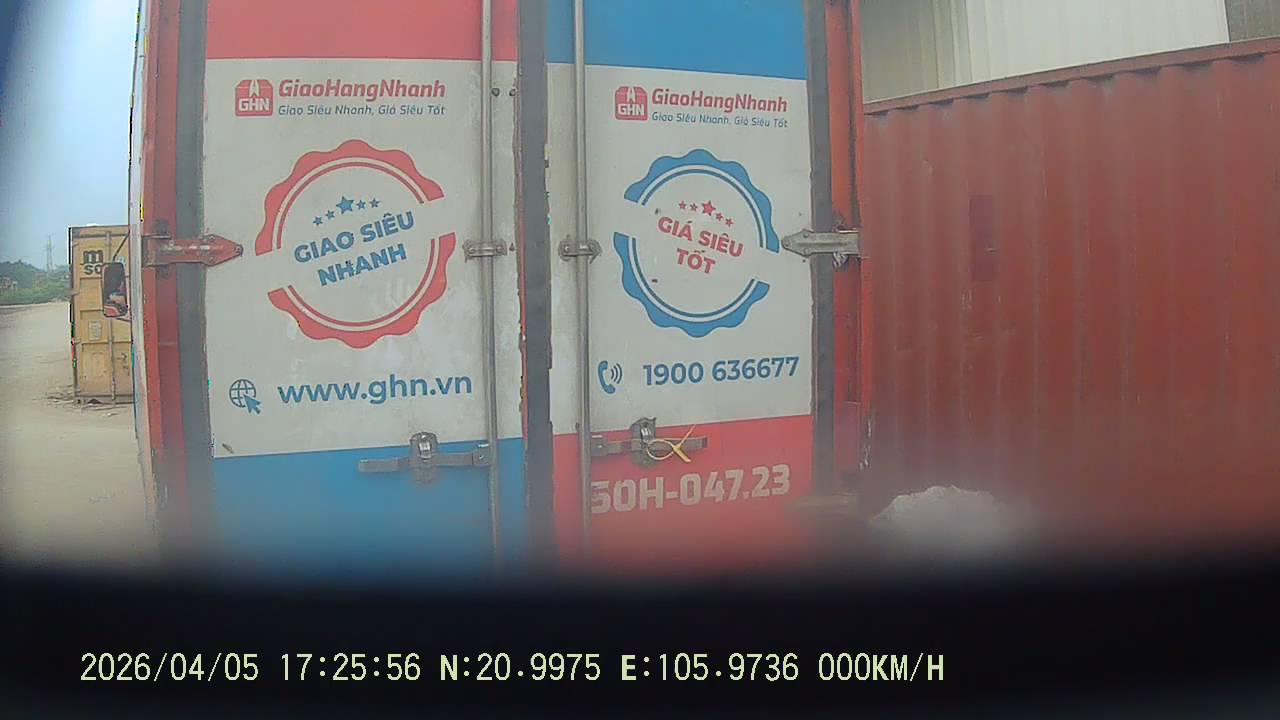 GHN
GiaoHangNhanh
Giao Siêu Nhanh, Giá Siêu Tốt
GIAO SIÊU
NHANH
www.ghn.vn
GHN
GiaoHangNhanh
Giao Siêu Nhanh, Giá Siêu Tốt
GIÁ SIÊU
TỐT
1900 636677
50H-047.23
m
sc
2026/04/05 17:25:56 N:20.9975 E:105.9736 000KM/H